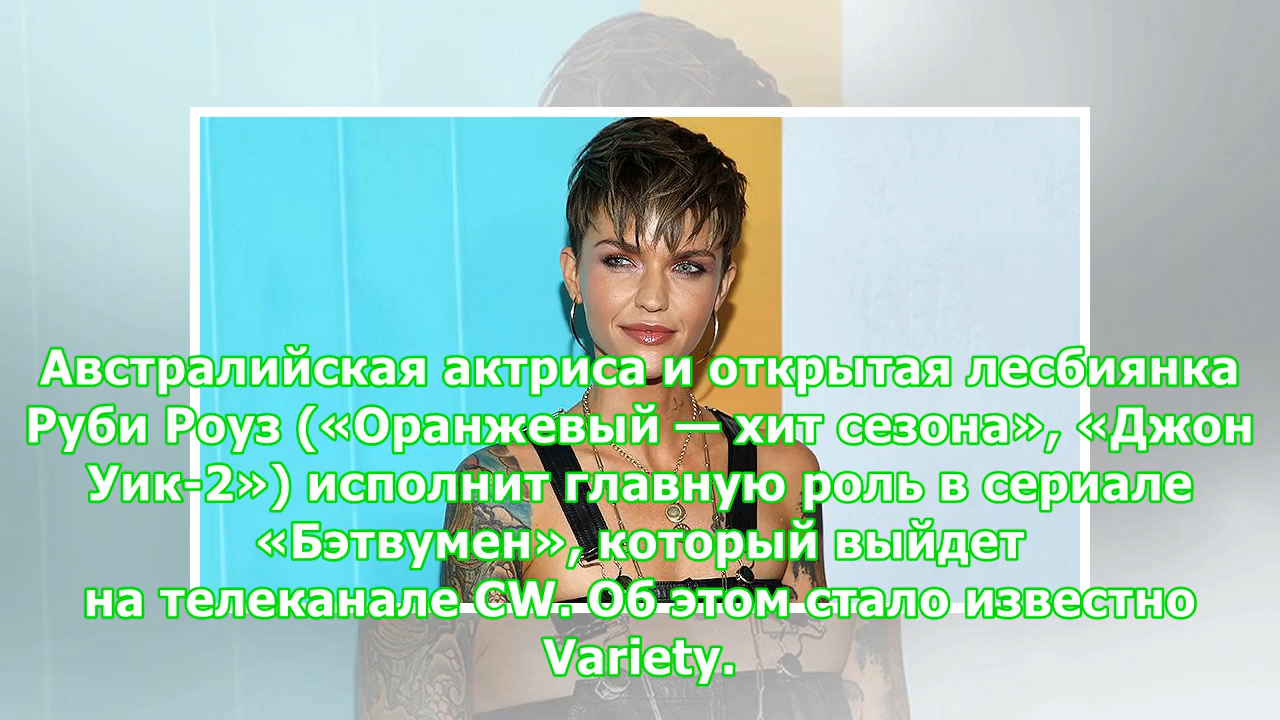 Австралийская актриса и открытая лесбиянка
Руби Роуз («Оранжевый — хит сезона», «Джон
Уик-2») исполнит главную роль в сериале
«Бэтвумен», который выйдет
на телеканале CW. Об этом стало известно
Variety.